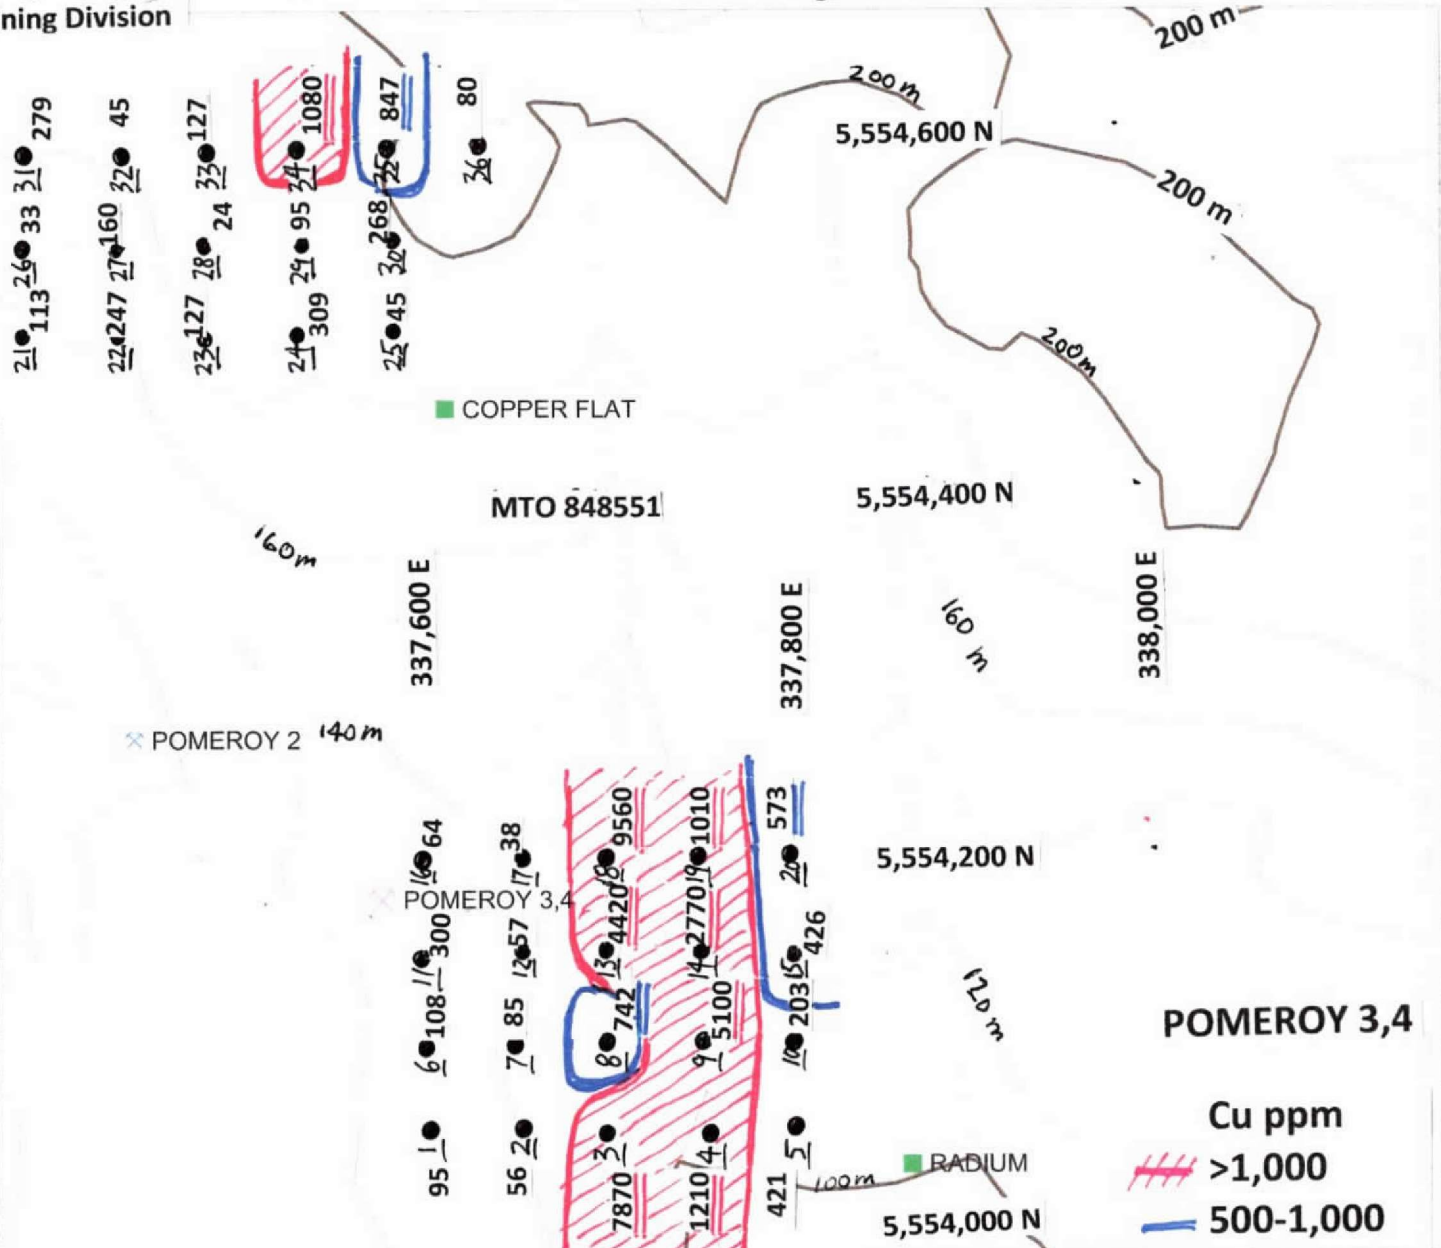 ning Division
200 m
200 m
5,554,600 N
200 m
200 m
279 45 127 1080 847 80
31 32 33 34 35 36
33 160 24 95 268
26 27 28 29 30
113 247 127 309 45
21 22 23 24 25
COPPER FLAT
MTO 848551
5,554,400 N
160 m
337,600 E
337,800 E
338,000 E
160 m
POMEROY 2
140 m
64 38 9560 1010 573
16 17 18 19 20
5,554,200 N
POMEROY 3,4
300 57 4420 2770 426
11 12 13 14 15
108 85 742 5100 203
6 7 8 9 10
120 m
1 2 3 4 5
95 56 7870 1210 421
100m
RADIUM
5,554,000 N
POMEROY 3,4
Cu ppm
>1,000
500-1,000